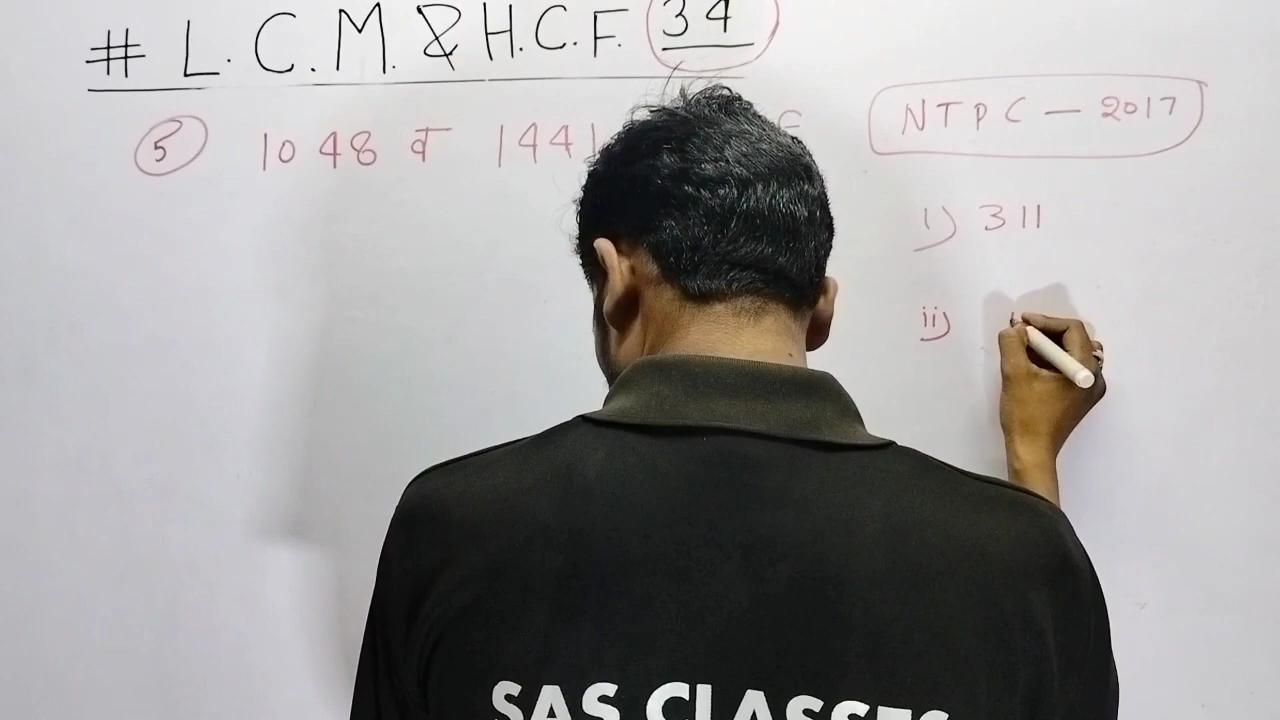 # L.C.M. & H.C.F. 34
5 1048 व 1441
NTPC - 2017
i) 311
ii)
SAS CLASSES